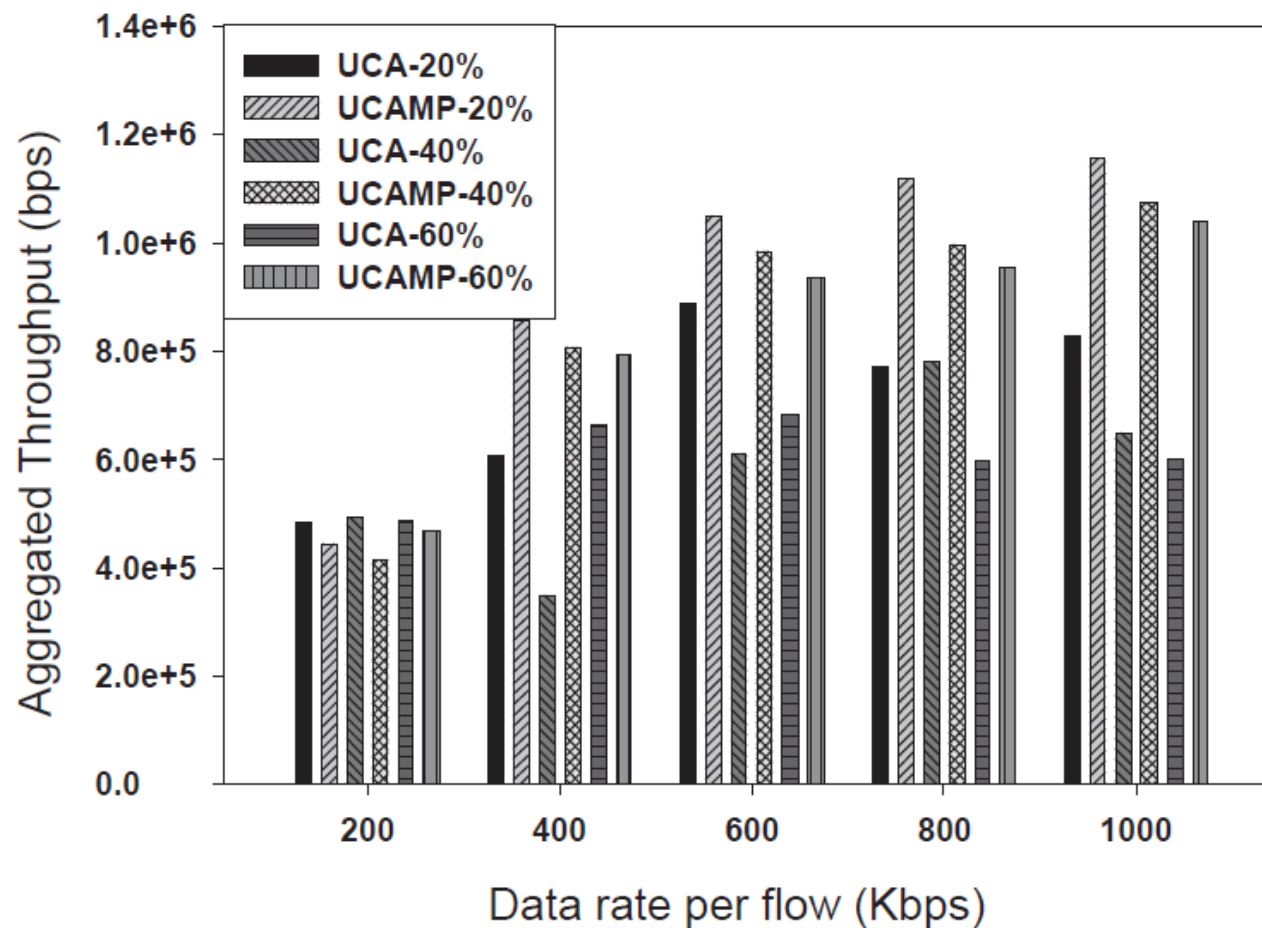 1.4e+6
1.2e+6
1.0e+6
8.0e+5
6.0e+5
4.0e+5
2.0e+5
0.0
Aggregated Throughput (bps)
UCA-20%
UCAMP-20%
UCA-40%
UCAMP-40%
UCA-60%
UCAMP-60%
200 400 600 800 1000
Data rate per flow (Kbps)